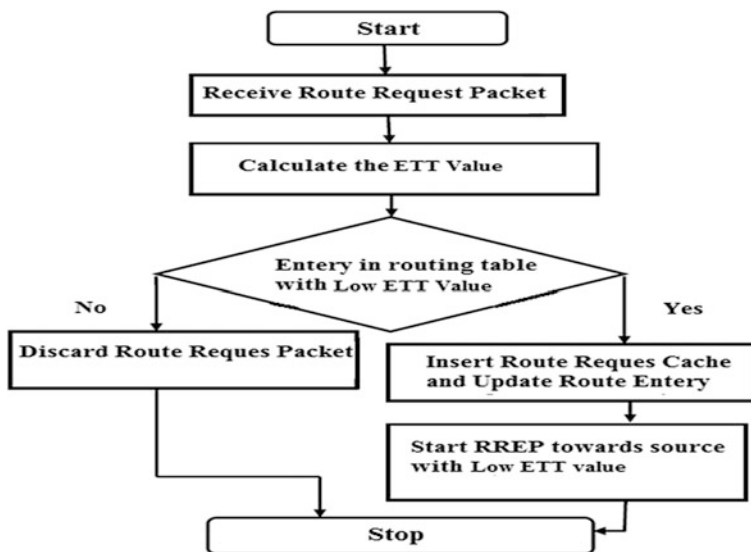 Start
Receive Route Request Packet
Calculate the ETT Value
Entery in routing table
with Low ETT Value
No
Yes
Discard Route Reques Packet
Insert Route Reques Cache
and Update Route Entery
Start RREP towards source
with Low ETT value
Stop